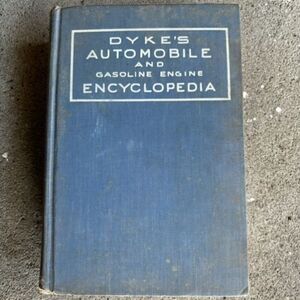 DYKE'S
AUTOMOBILE
AND
GASOLINE ENGINE
ENCYCLOPEDIA